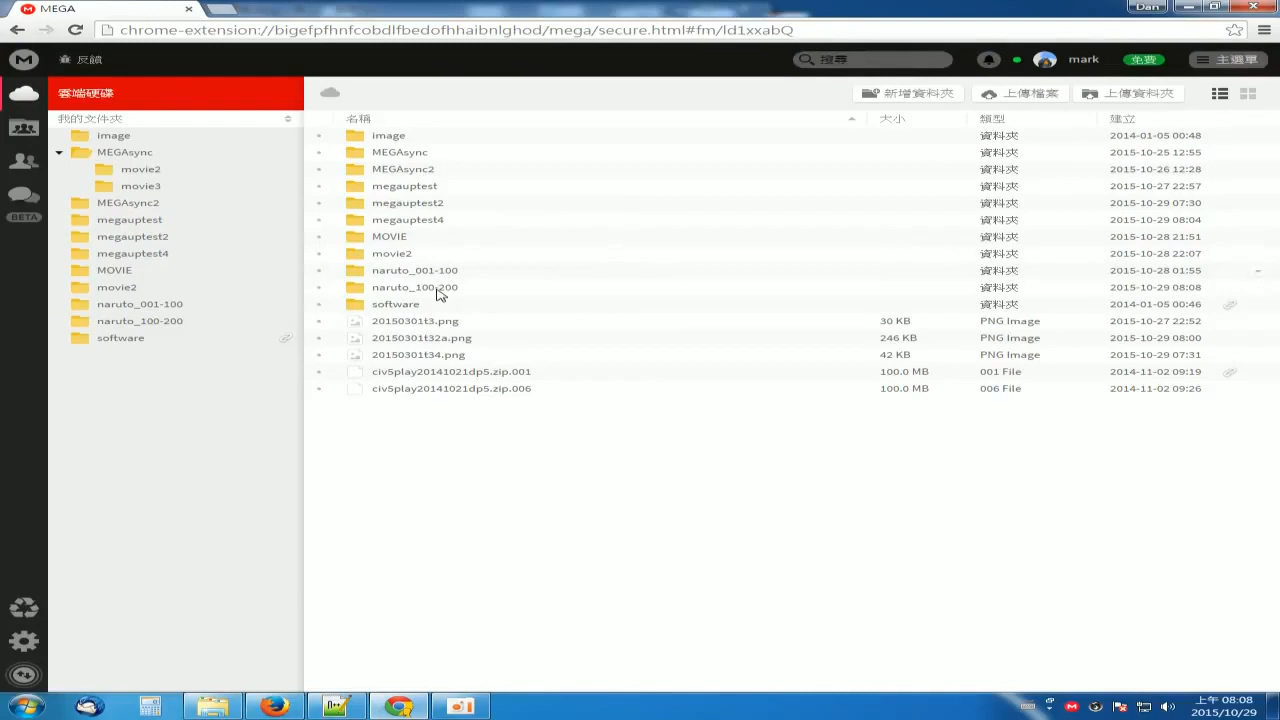 MEGA
Dan
chrome-extension://bigefpfhnfcobdlfbedofhhaibnlghod/mega/secure.html#fm/ld1xxabQ
反饋
搜尋
mark
免費
主選單
雲端硬碟
新增資料夾
上傳檔案
上傳資料夾
我的文件夾
名稱
大小
類型
建立
image
MEGAsync
movie2
movie3
MEGAsync2
megauptest
megauptest2
megauptest4
MOVIE
movie2
naruto_001-100
naruto_100-200
software
BETA
image 資料夾 2014-01-05 00:48
MEGAsync 資料夾 2015-10-25 12:55
MEGAsync2 資料夾 2015-10-26 12:28
megauptest 資料夾 2015-10-27 22:57
megauptest2 資料夾 2015-10-29 07:30
megauptest4 資料夾 2015-10-29 08:04
MOVIE 資料夾 2015-10-28 21:51
movie2 資料夾 2015-10-28 22:07
naruto_001-100 資料夾 2015-10-28 01:55
naruto_100-200 資料夾 2015-10-29 08:08
software 資料夾 2014-01-05 00:46
20150301t3.png 30 KB PNG Image 2015-10-27 22:52
20150301t32a.png 246 KB PNG Image 2015-10-29 08:00
20150301t34.png 42 KB PNG Image 2015-10-29 07:31
civ5play20141021dp5.zip.001 100.0 MB 001 File 2014-11-02 09:19
civ5play20141021dp5.zip.006 100.0 MB 006 File 2014-11-02 09:26
上午 08:08
2015/10/29